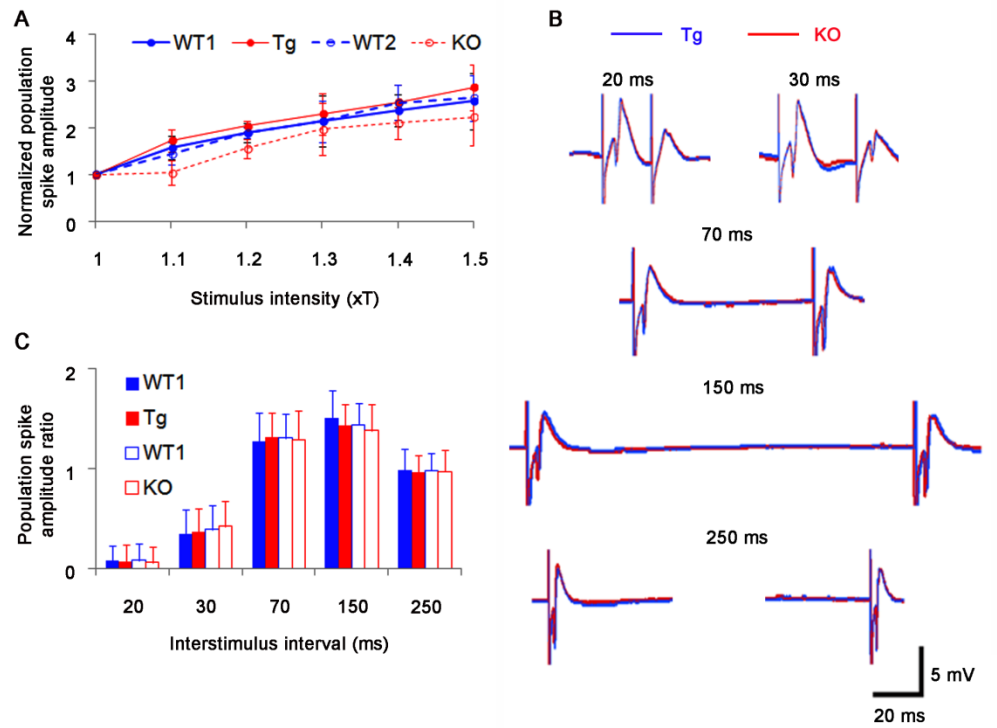 A
WT1 Tg WT2 KO
Normalized population
spike amplitude
4
3
2
1
0
1 1.1 1.2 1.3 1.4 1.5
Stimulus intensity (xT)
B
Tg KO
20 ms 30 ms
70 ms
150 ms
250 ms
5 mV
20 ms
C
WT1
Tg
WT1
KO
Population spike
amplitude ratio
2
1
0
20 30 70 150 250
Interstimulus interval (ms)